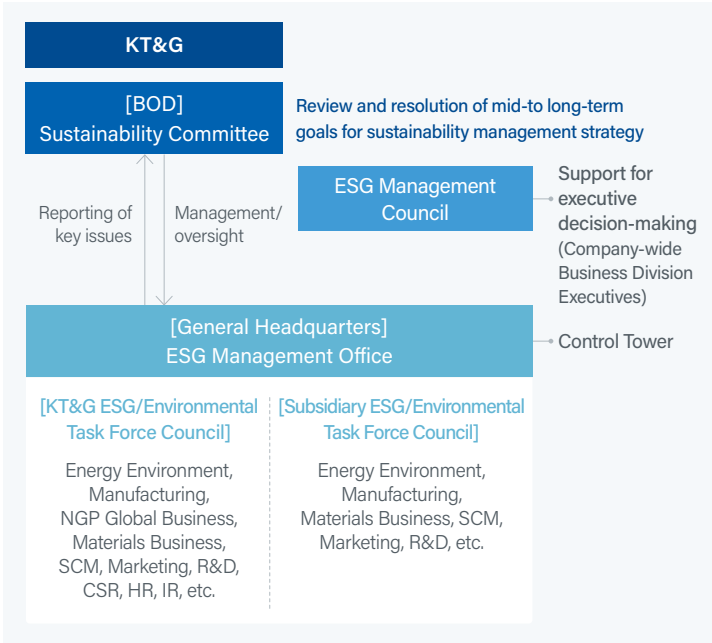 KT&G
[BOD]
Sustainability Committee
Review and resolution of mid-to long-term
goals for sustainability management strategy
Reporting of
key issues
Management/
oversight
ESG Management
Council
Support for
executive
decision-making
(Company-wide
Business Division
Executives)
[General Headquarters]
ESG Management Office
Control Tower
[KT&G ESG/Environmental
Task Force Council]
Energy Environment,
Manufacturing,
NGP Global Business,
Materials Business,
SCM, Marketing, R&D,
CSR, HR, IR, etc.
[Subsidiary ESG/Environmental
Task Force Council]
Energy Environment,
Manufacturing,
Materials Business, SCM,
Marketing, R&D, etc.